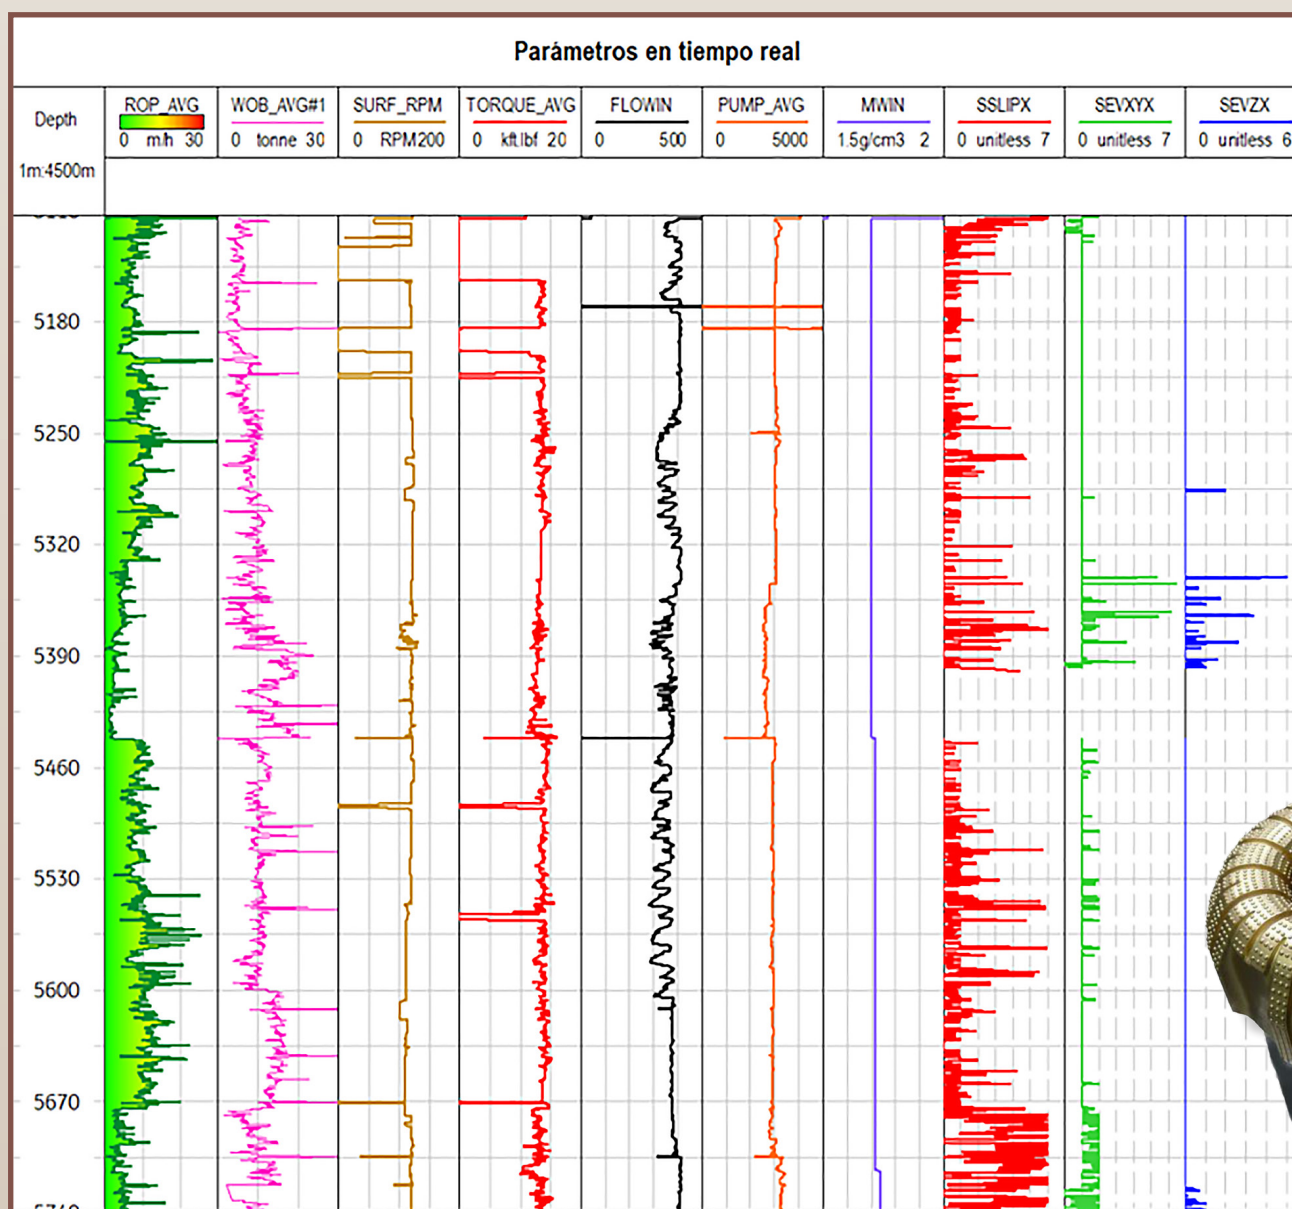 Parámetros en tiempo real
Depth
1m:4500m
ROP_AVG
0 m/h 30
WOB_AVG#1
0 tonne 30
SURF_RPM
0 RPM 200
TORQUE_AVG
0 kft.lbf 20
FLOWIN
0 500
PUMP_AVG
0 5000
MWIN
1.5 g/cm3 2
SSLIPX
0 unitless 7
SEVXYX
0 unitless 7
SEVZX
0 unitless 6
5180
5250
5320
5390
5460
5530
5600
5670